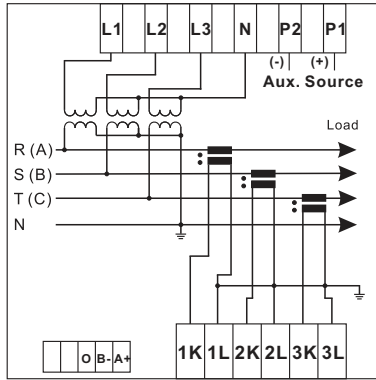 L1 L2 L3 N P2 P1
(-) (+)
Aux. Source
Load
R (A)
S (B)
T (C)
N
1K 1L 2K 2L 3K 3L
O B- A+